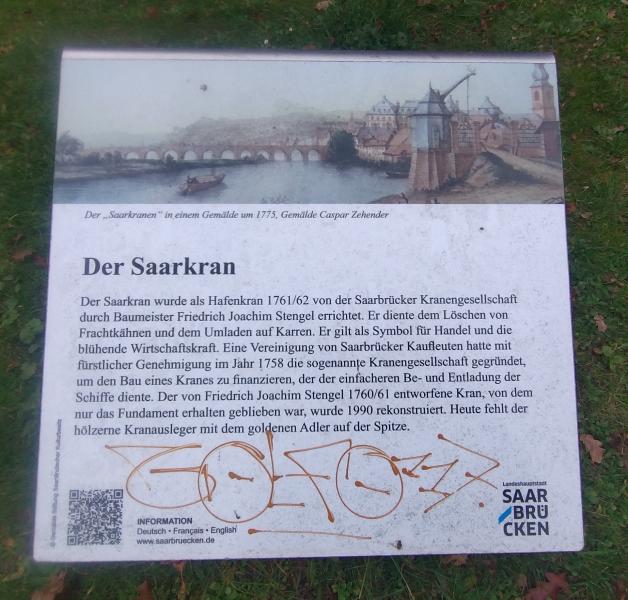 Der „Saarkranen" in einem Gemälde um 1775, Gemälde Caspar Zehender
Der Saarkran
Der Saarkran wurde als Hafenkran 1761/62 von der Saarbrücker Kranengesellschaft
durch Baumeister Friedrich Joachim Stengel errichtet. Er diente dem Löschen von
Frachtkähnen und dem Umladen auf Karren. Er gilt als Symbol für Handel und die
blühende Wirtschaftskraft. Eine Vereinigung von Saarbrücker Kaufleuten hatte mit
fürstlicher Genehmigung im Jahr 1758 die sogenannte Kranengesellschaft gegründet,
um den Bau eines Kranes zu finanzieren, der der einfacheren Be- und Entladung der
Schiffe diente. Der von Friedrich Joachim Stengel 1760/61 entworfene Kran, von dem
nur das Fundament erhalten geblieben war, wurde 1990 rekonstruiert. Heute fehlt der
hölzerne Kranausleger mit dem goldenen Adler auf der Spitze.
INFORMATION
Deutsch • Français • English
www.saarbruecken.de
Landeshauptstadt
SAAR
BRÜ
CKEN